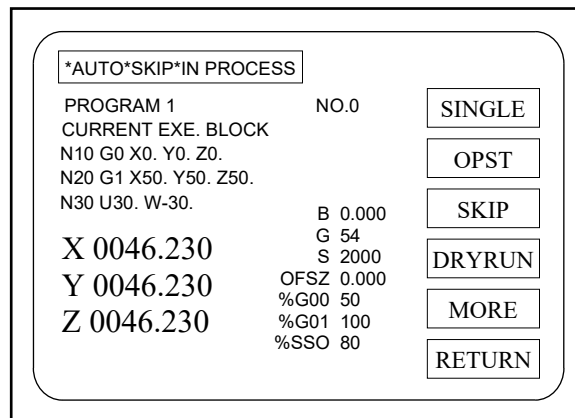 *AUTO*SKIP*IN PROCESS
PROGRAM 1 NO.0
CURRENT EXE. BLOCK
N10 G0 X0. Y0. Z0.
N20 G1 X50. Y50. Z50.
N30 U30. W-30.
X 0046.230
Y 0046.230
Z 0046.230
B 0.000
G 54
S 2000
OFSZ 0.000
%G00 50
%G01 100
%SSO 80
SINGLE
OPST
SKIP
DRYRUN
MORE
RETURN